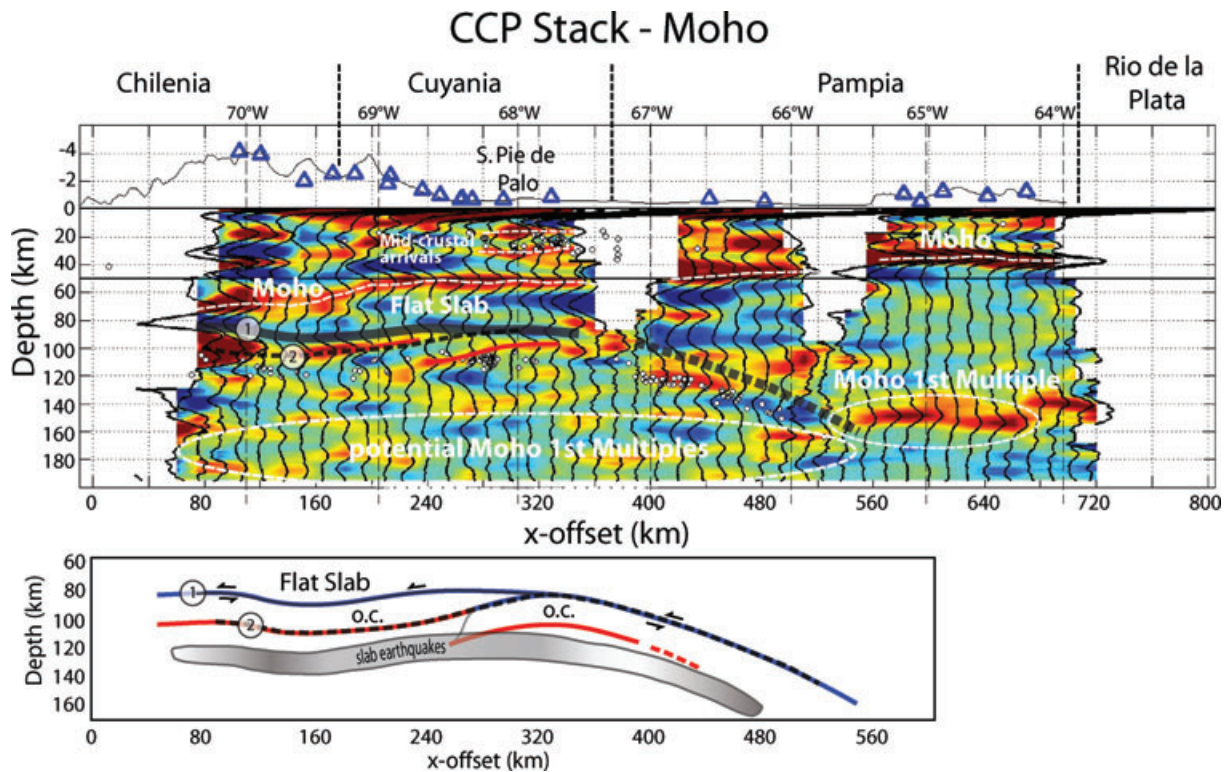 CCP Stack - Moho
Chilenia
Cuyania
Pampia
Rio de la
Plata
70°W
69°W
68°W
67°W
66°W
65°W
64°W
-4
-2
0
S. Pie de
Palo
Depth (km)
20
40
60
80
100
120
140
160
180
Mid-crustal
arrivals
Moho
Moho
Flat Slab
1
2
Moho 1st Multiple
potential Moho 1st Multiples
0 80 160 240 320 400 480 560 640 720 800
x-offset (km)
Depth (km)
60
80
100
120
140
160
1
Flat Slab
2
o.c.
o.c.
slab earthquakes
0 80 160 240 320 400 480 560
x-offset (km)